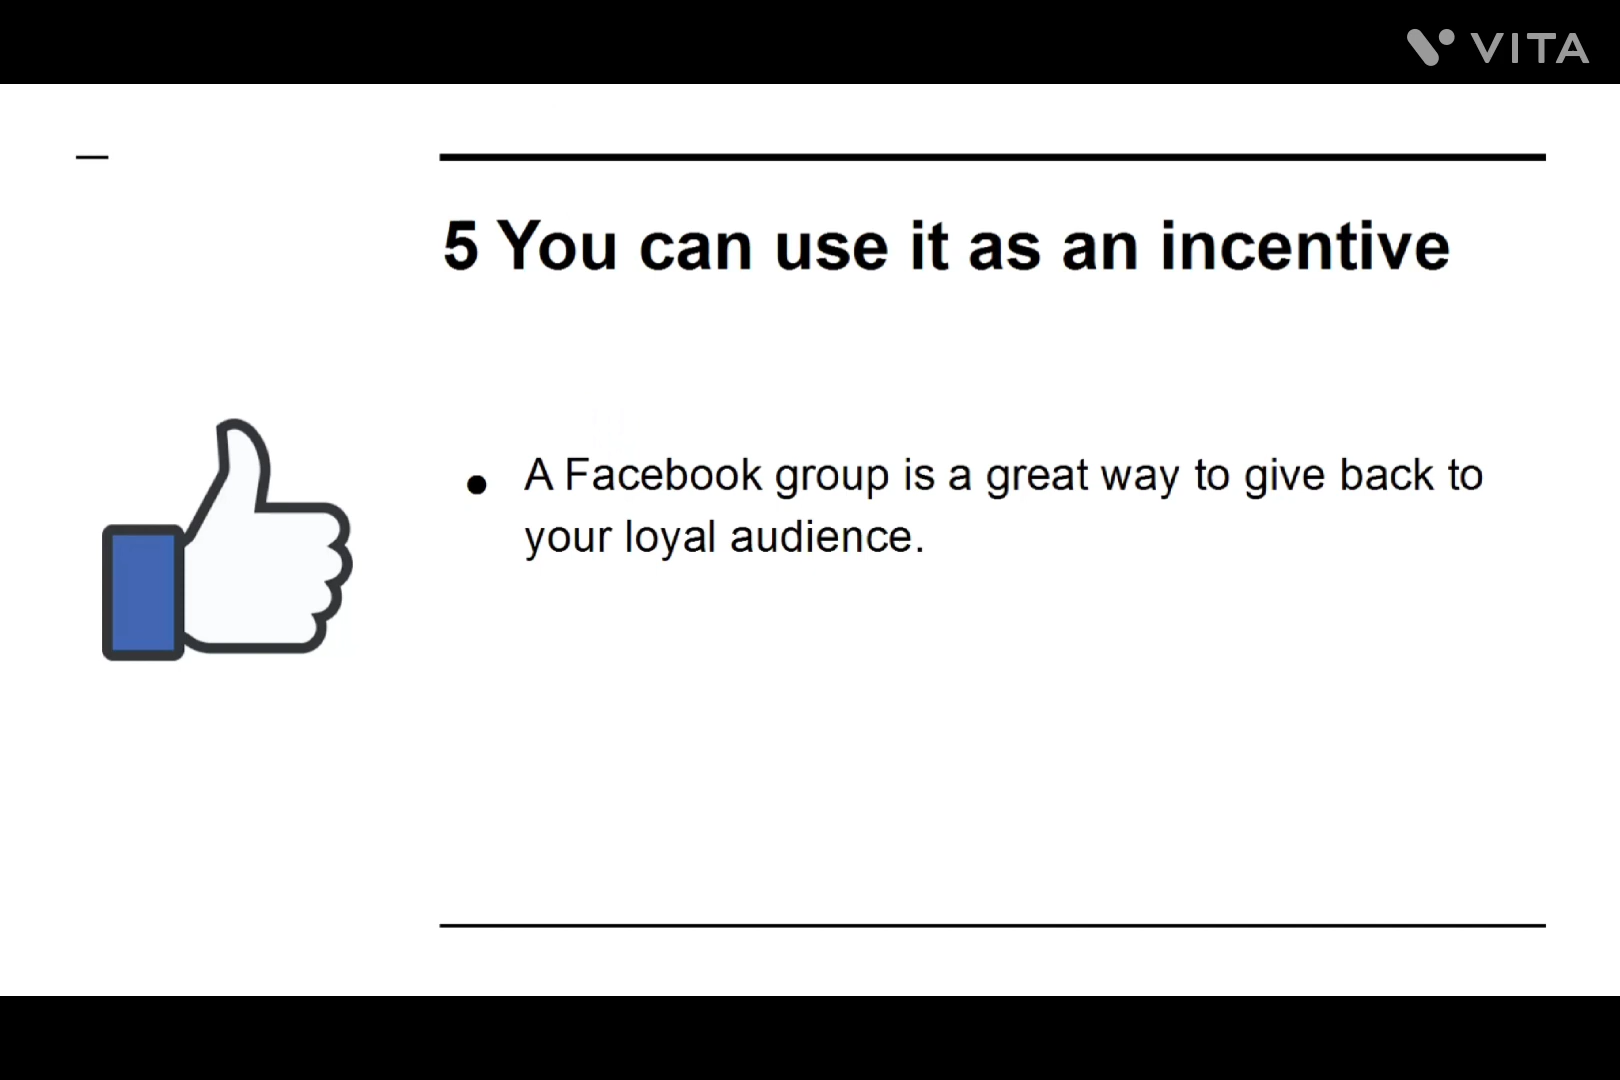 VITA
5 You can use it as an incentive
● A Facebook group is a great way to give back to
your loyal audience.